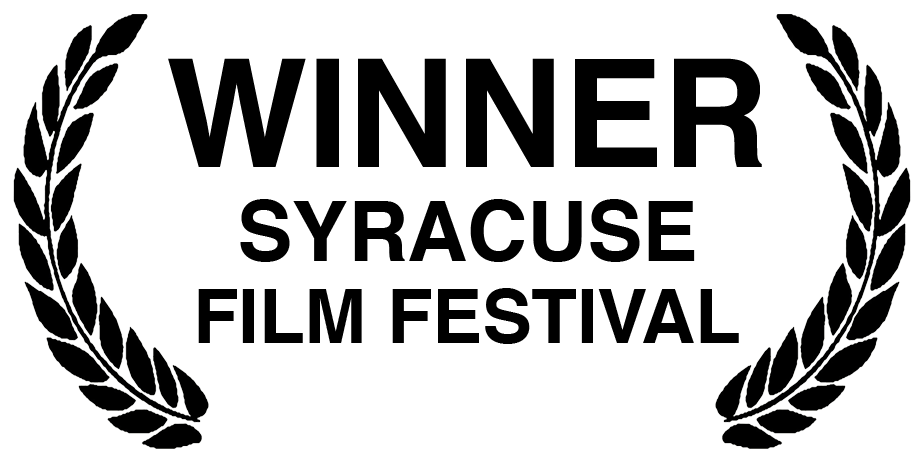 WINNER
SYRACUSE
FILM FESTIVAL